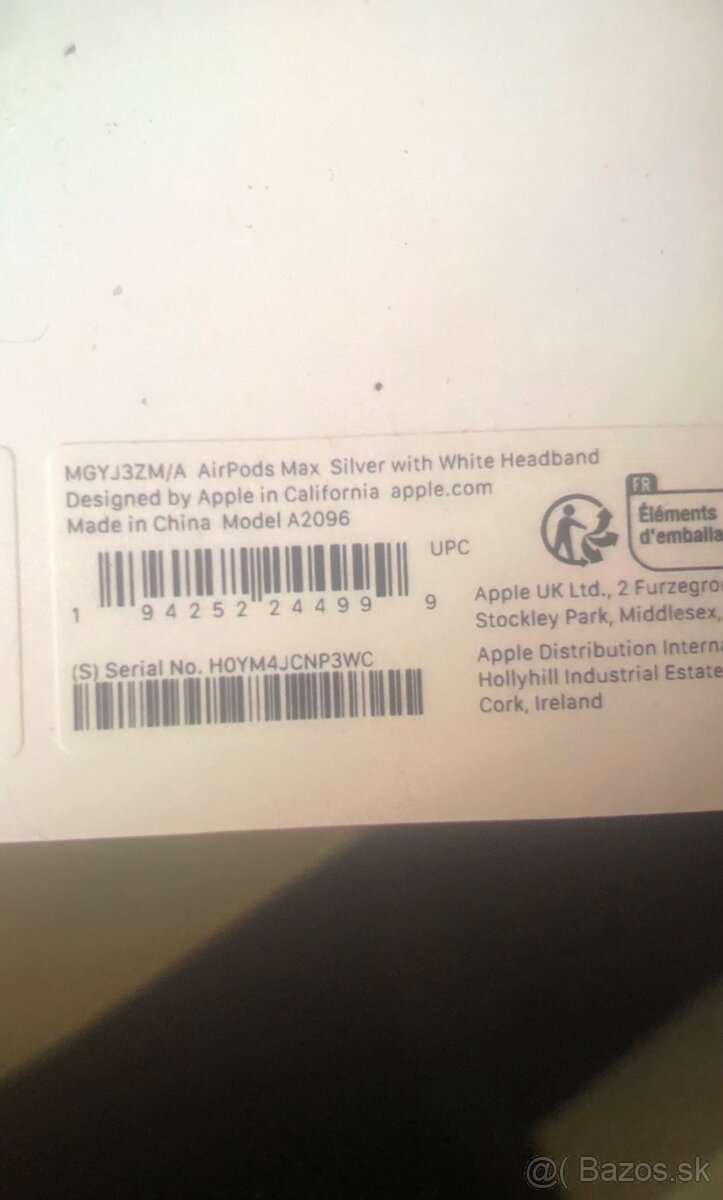 MGYJ3ZM/A AirPods Max Silver with White Headband
Designed by Apple in California apple.com
Made in China Model A2096
UPC
1 94252 24499 9
(S) Serial No. H0YM4JCNP3WC
FR
Éléments
d'emballa
Apple UK Ltd., 2 Furzegro
Stockley Park, Middlesex,
Apple Distribution Interna
Hollyhill Industrial Estate
Cork, Ireland
@( Bazos.sk